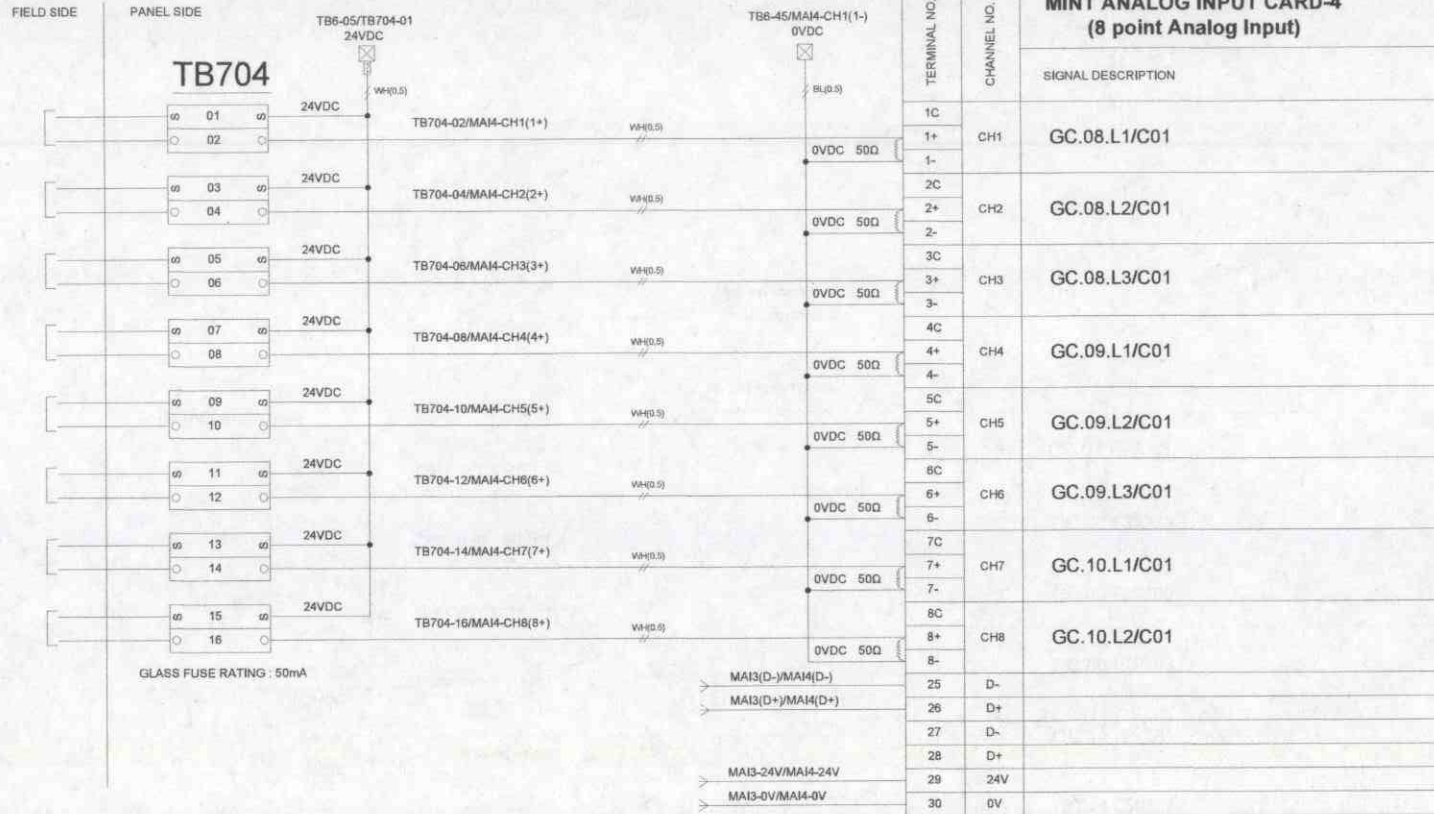 FIELD SIDE
PANEL SIDE
TB6-05/TB704-01
24VDC
TB6-45/MAI4-CH1(1-)
0VDC
TERMINAL NO.
CHANNEL NO.
MINT ANALOG INPUT CARD-4
(8 point Analog Input)
SIGNAL DESCRIPTION
TB704
WH(0.5)
BL(0.5)
S 01 S 24VDC
02
TB704-02/MAI4-CH1(1+) WH(0.5)
0VDC 50Ω
1C
1+ CH1 GC.08.L1/C01
1-
S 03 S 24VDC
04
TB704-04/MAI4-CH2(2+) WH(0.5)
0VDC 50Ω
2C
2+ CH2 GC.08.L2/C01
2-
S 05 S 24VDC
06
TB704-06/MAI4-CH3(3+) WH(0.5)
0VDC 50Ω
3C
3+ CH3 GC.08.L3/C01
3-
S 07 S 24VDC
08
TB704-08/MAI4-CH4(4+) WH(0.5)
0VDC 50Ω
4C
4+ CH4 GC.09.L1/C01
4-
S 09 S 24VDC
10
TB704-10/MAI4-CH5(5+) WH(0.5)
0VDC 50Ω
5C
5+ CH5 GC.09.L2/C01
5-
S 11 S 24VDC
12
TB704-12/MAI4-CH6(6+) WH(0.5)
0VDC 50Ω
6C
6+ CH6 GC.09.L3/C01
6-
S 13 S 24VDC
14
TB704-14/MAI4-CH7(7+) WH(0.5)
0VDC 50Ω
7C
7+ CH7 GC.10.L1/C01
7-
S 15 S 24VDC
16
TB704-16/MAI4-CH8(8+) WH(0.5)
0VDC 50Ω
8C
8+ CH8 GC.10.L2/C01
8-
GLASS FUSE RATING : 50mA
MAI3(D-)/MAI4(D-) 25 D-
MAI3(D+)/MAI4(D+) 26 D+
27 D-
28 D+
MAI3-24V/MAI4-24V 29 24V
MAI3-0V/MAI4-0V 30 0V